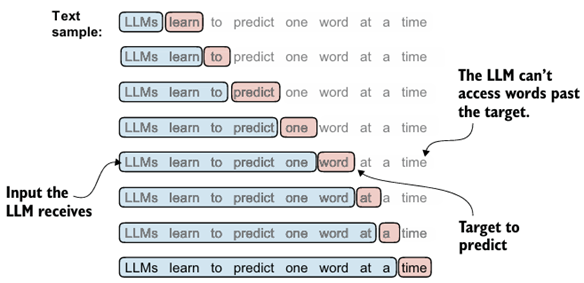 Text
sample:
LLMs learn to predict one word at a time
LLMs learn to predict one word at a time
LLMs learn to predict one word at a time
LLMs learn to predict one word at a time
LLMs learn to predict one word at a time
LLMs learn to predict one word at a time
LLMs learn to predict one word at a time
LLMs learn to predict one word at a time
The LLM can't
access words past
the target.
Input the
LLM receives
Target to
predict